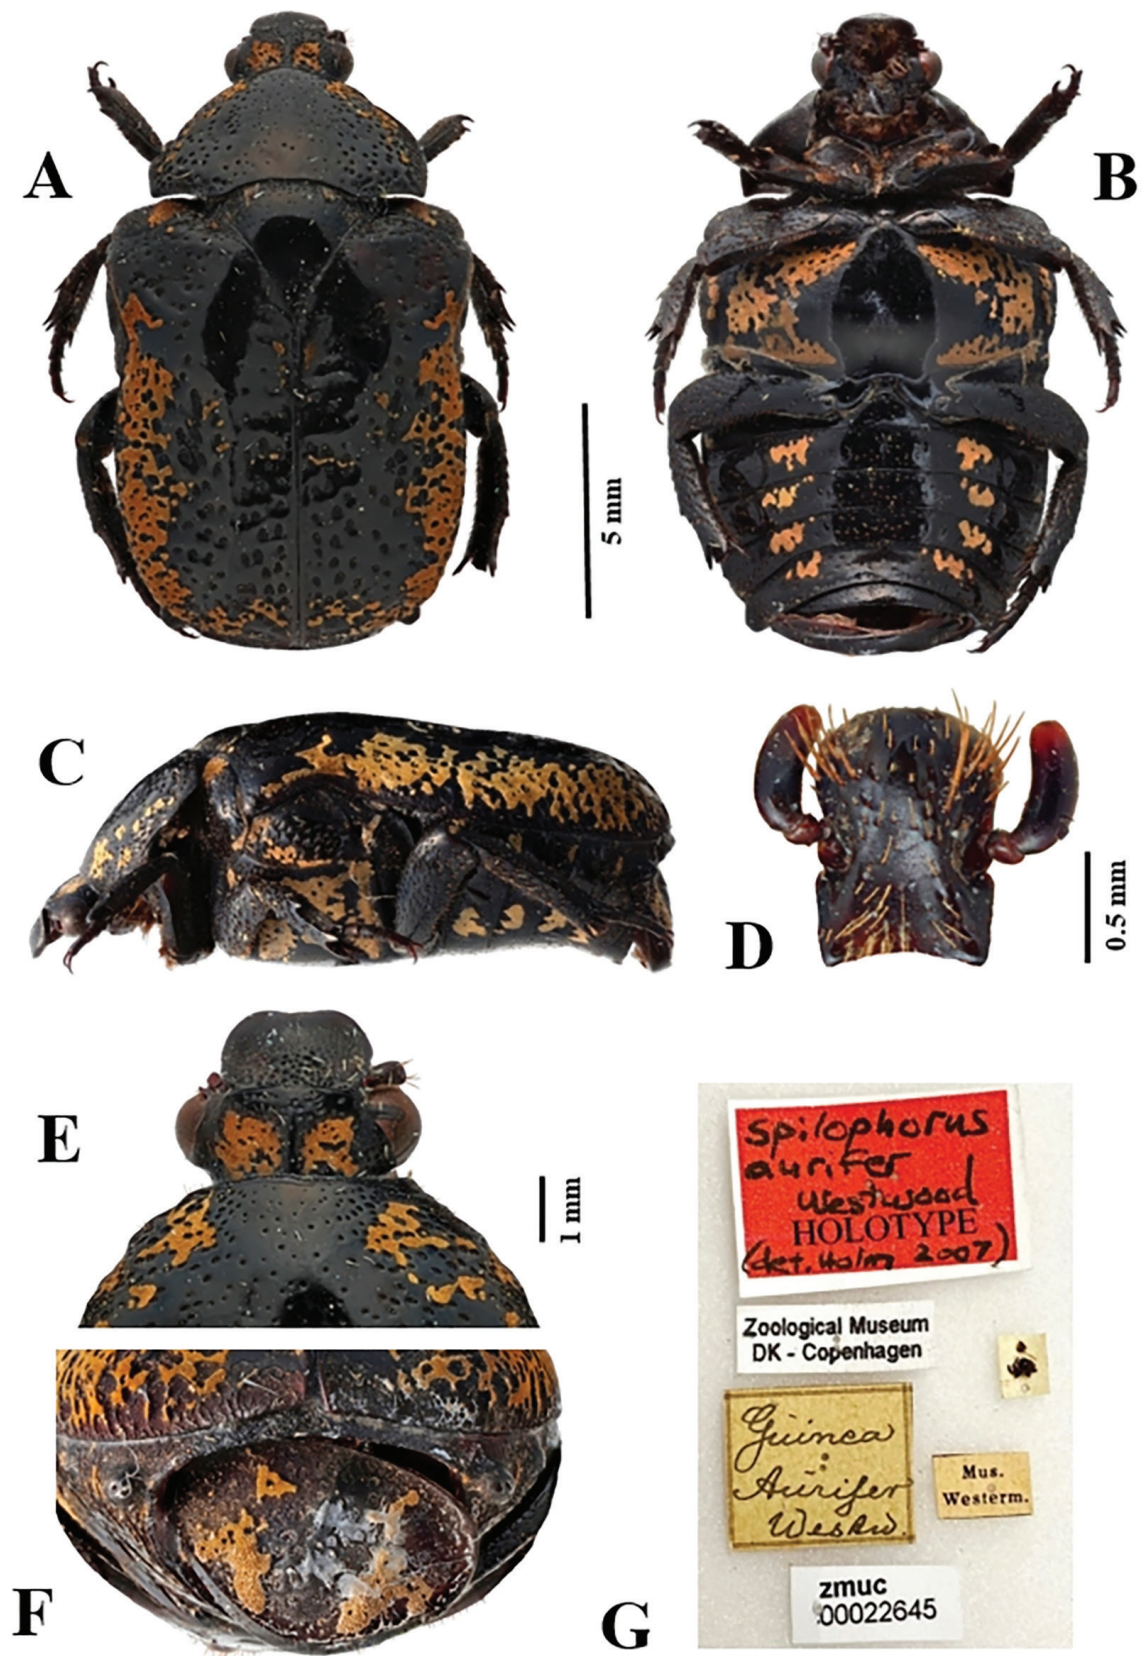 A
B
5 mm
C
D
0.5 mm
E
1 mm
F
G
Spilophorus
aurifer
Westwood
HOLOTYPE
(det. Holm 2007)
Zoological Museum
DK - Copenhagen
Guinea
Aurifer
Westw.
Mus.
Westerm.
zmuc
00022645